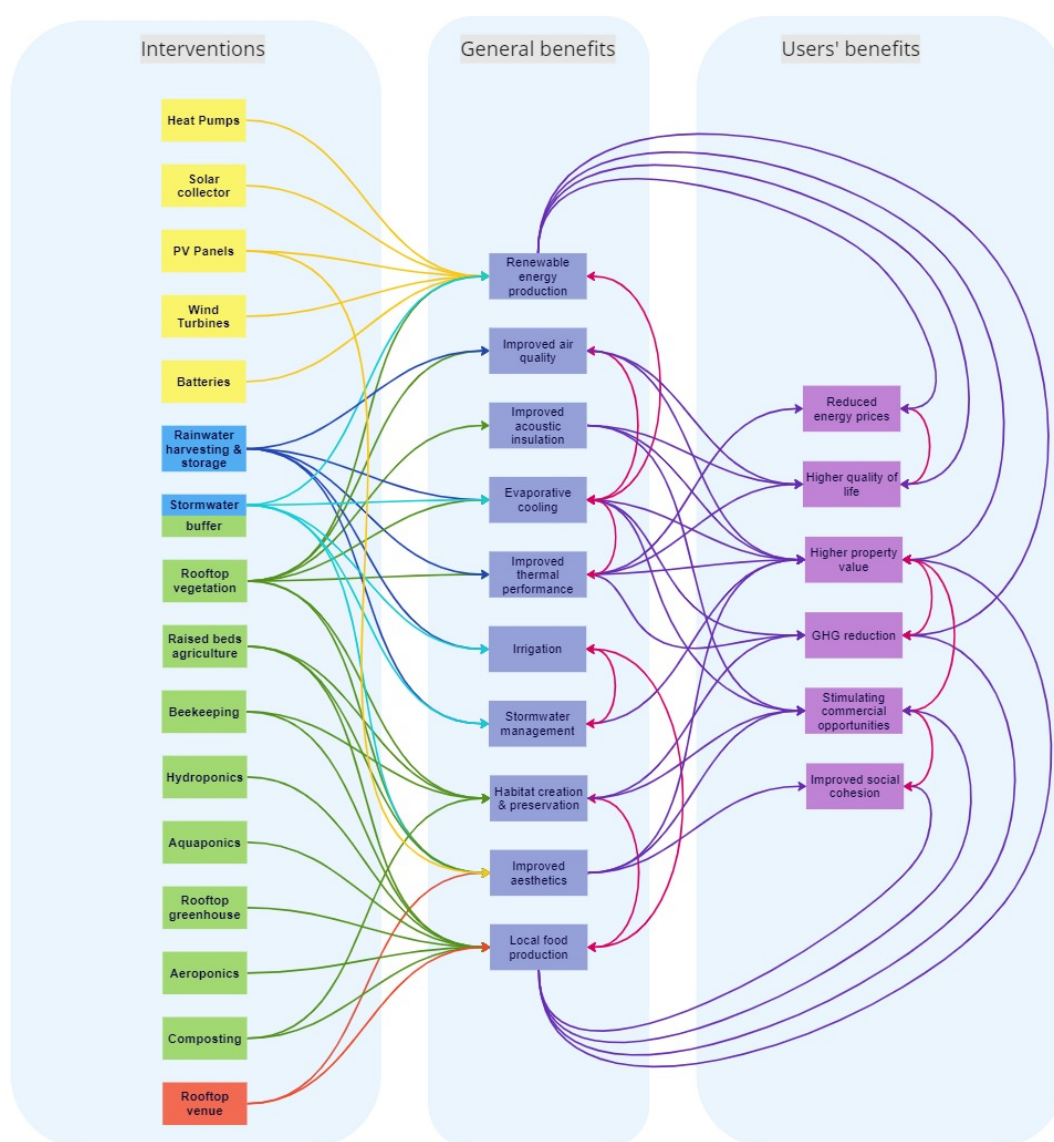 Interventions
General benefits
Users' benefits
Heat Pumps
Solar
collector
PV Panels
Wind
Turbines
Batteries
Rainwater
harvesting &
storage
Stormwater
buffer
Rooftop
vegetation
Raised beds
agriculture
Beekeeping
Hydroponics
Aquaponics
Rooftop
greenhouse
Aeroponics
Composting
Rooftop
venue
Renewable
energy
production
Improved air
quality
Improved
acoustic
insulation
Evaporative
cooling
Improved
thermal
performance
Irrigation
Stormwater
management
Habitat creation
& preservation
Improved
aesthetics
Local food
production
Reduced
energy prices
Higher quality of
life
Higher property
value
GHG reduction
Stimulating
commercial
opportunities
Improved social
cohesion